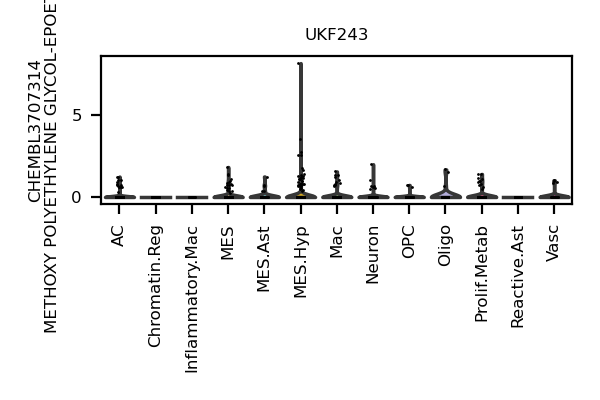 UKF243
CHEMBL3707314
METHOXY POLYETHYLENE GLYCOL-EPOET
5
0
AC
Chromatin.Reg
Inflammatory.Mac
MES
MES.Ast
MES.Hyp
Mac
Neuron
OPC
Oligo
Prolif.Metab
Reactive.Ast
Vasc